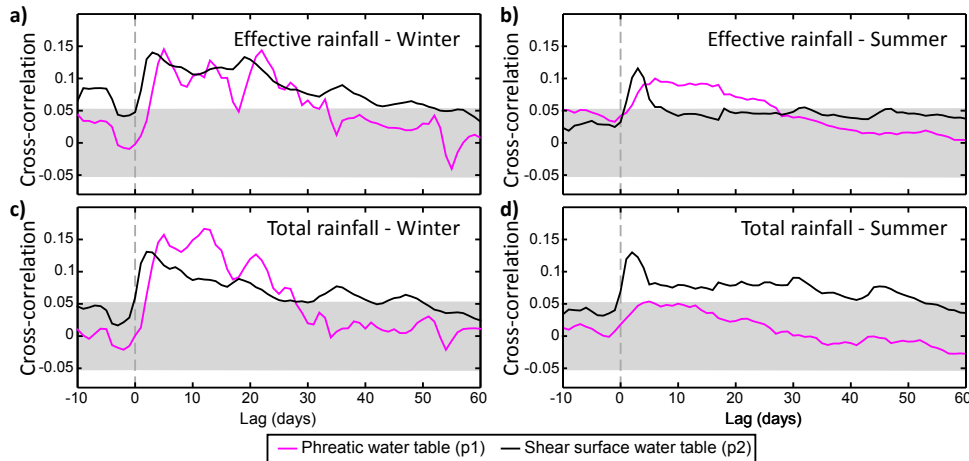 a)
Effective rainfall - Winter
Cross-correlation
0.15
0.1
0.05
0
-0.05
b)
Effective rainfall - Summer
Cross-correlation
0.15
0.1
0.05
0
-0.05
c)
Total rainfall - Winter
Cross-correlation
0.15
0.1
0.05
0
-0.05
-10 0 10 20 30 40 50 60
Lag (days)
d)
Total rainfall - Summer
Cross-correlation
0.15
0.1
0.05
0
-0.05
-10 0 10 20 30 40 50 60
Lag (days)
Phreatic water table (p1) Shear surface water table (p2)